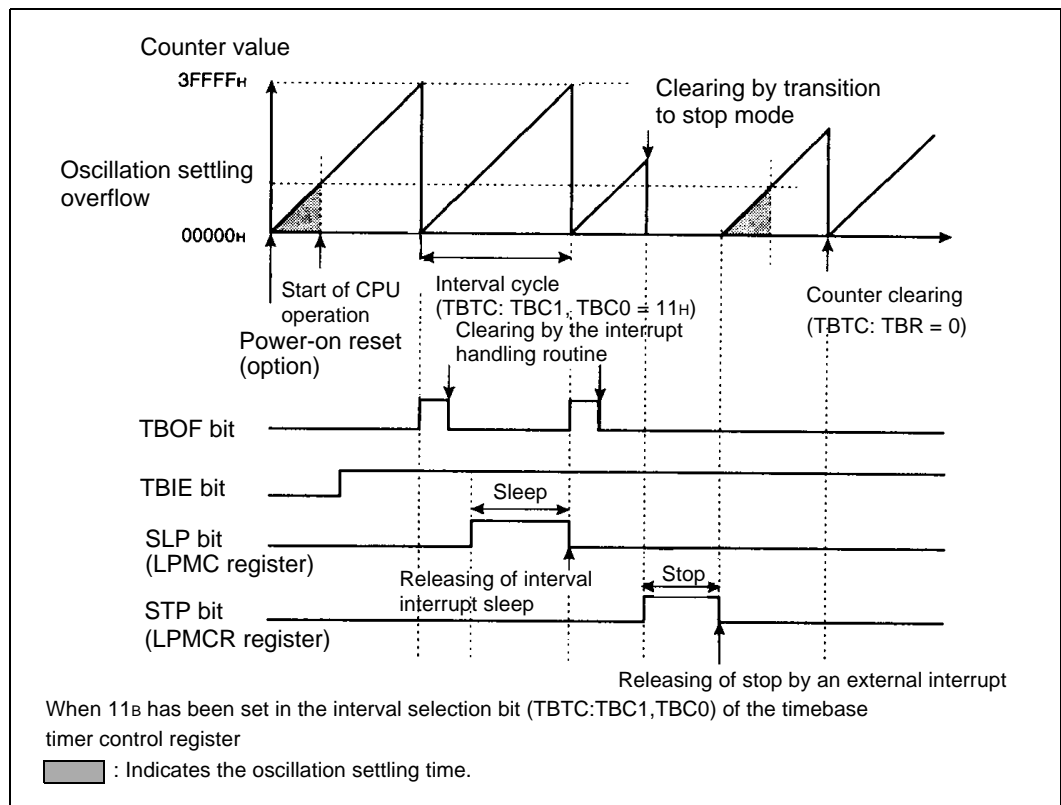 Counter value
3FFFFH
Clearing by transition
to stop mode
Oscillation settling
overflow
00000H
Start of CPU
operation
Power-on reset
(option)
Interval cycle
(TBTC: TBC1, TBC0 = 11H)
Clearing by the interrupt
handling routine
Counter clearing
(TBTC: TBR = 0)
TBOF bit
TBIE bit
Sleep
SLP bit
(LPMC register)
Releasing of interval
interrupt sleep
Stop
STP bit
(LPMCR register)
Releasing of stop by an external interrupt
When 11B has been set in the interval selection bit (TBTC:TBC1,TBC0) of the timebase
timer control register
: Indicates the oscillation settling time.